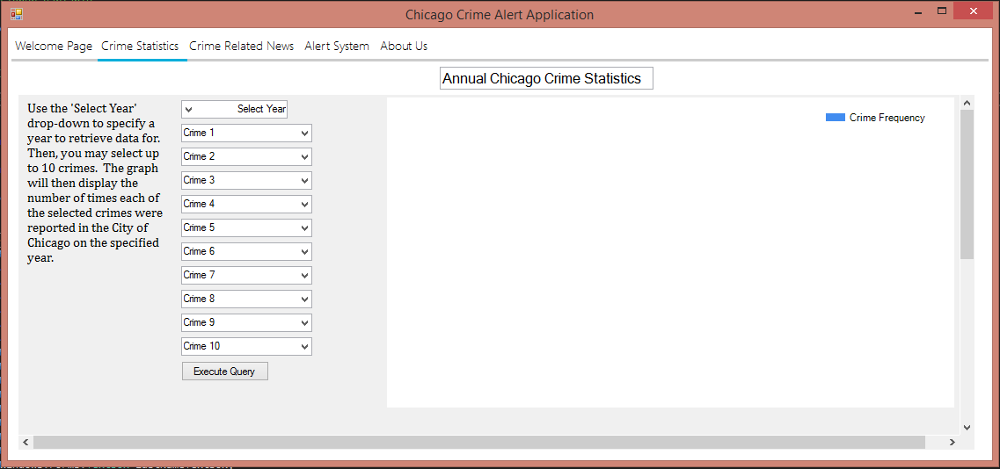 Chicago Crime Alert Application
Welcome Page Crime Statistics Crime Related News Alert System About Us
Annual Chicago Crime Statistics
Use the 'Select Year'
drop-down to specify a
year to retrieve data for.
Then, you may select up
to 10 crimes. The graph
will then display the
number of times each of
the selected crimes were
reported in the City of
Chicago on the specified
year.
Select Year
Crime 1
Crime 2
Crime 3
Crime 4
Crime 5
Crime 6
Crime 7
Crime 8
Crime 9
Crime 10
Execute Query
Crime Frequency